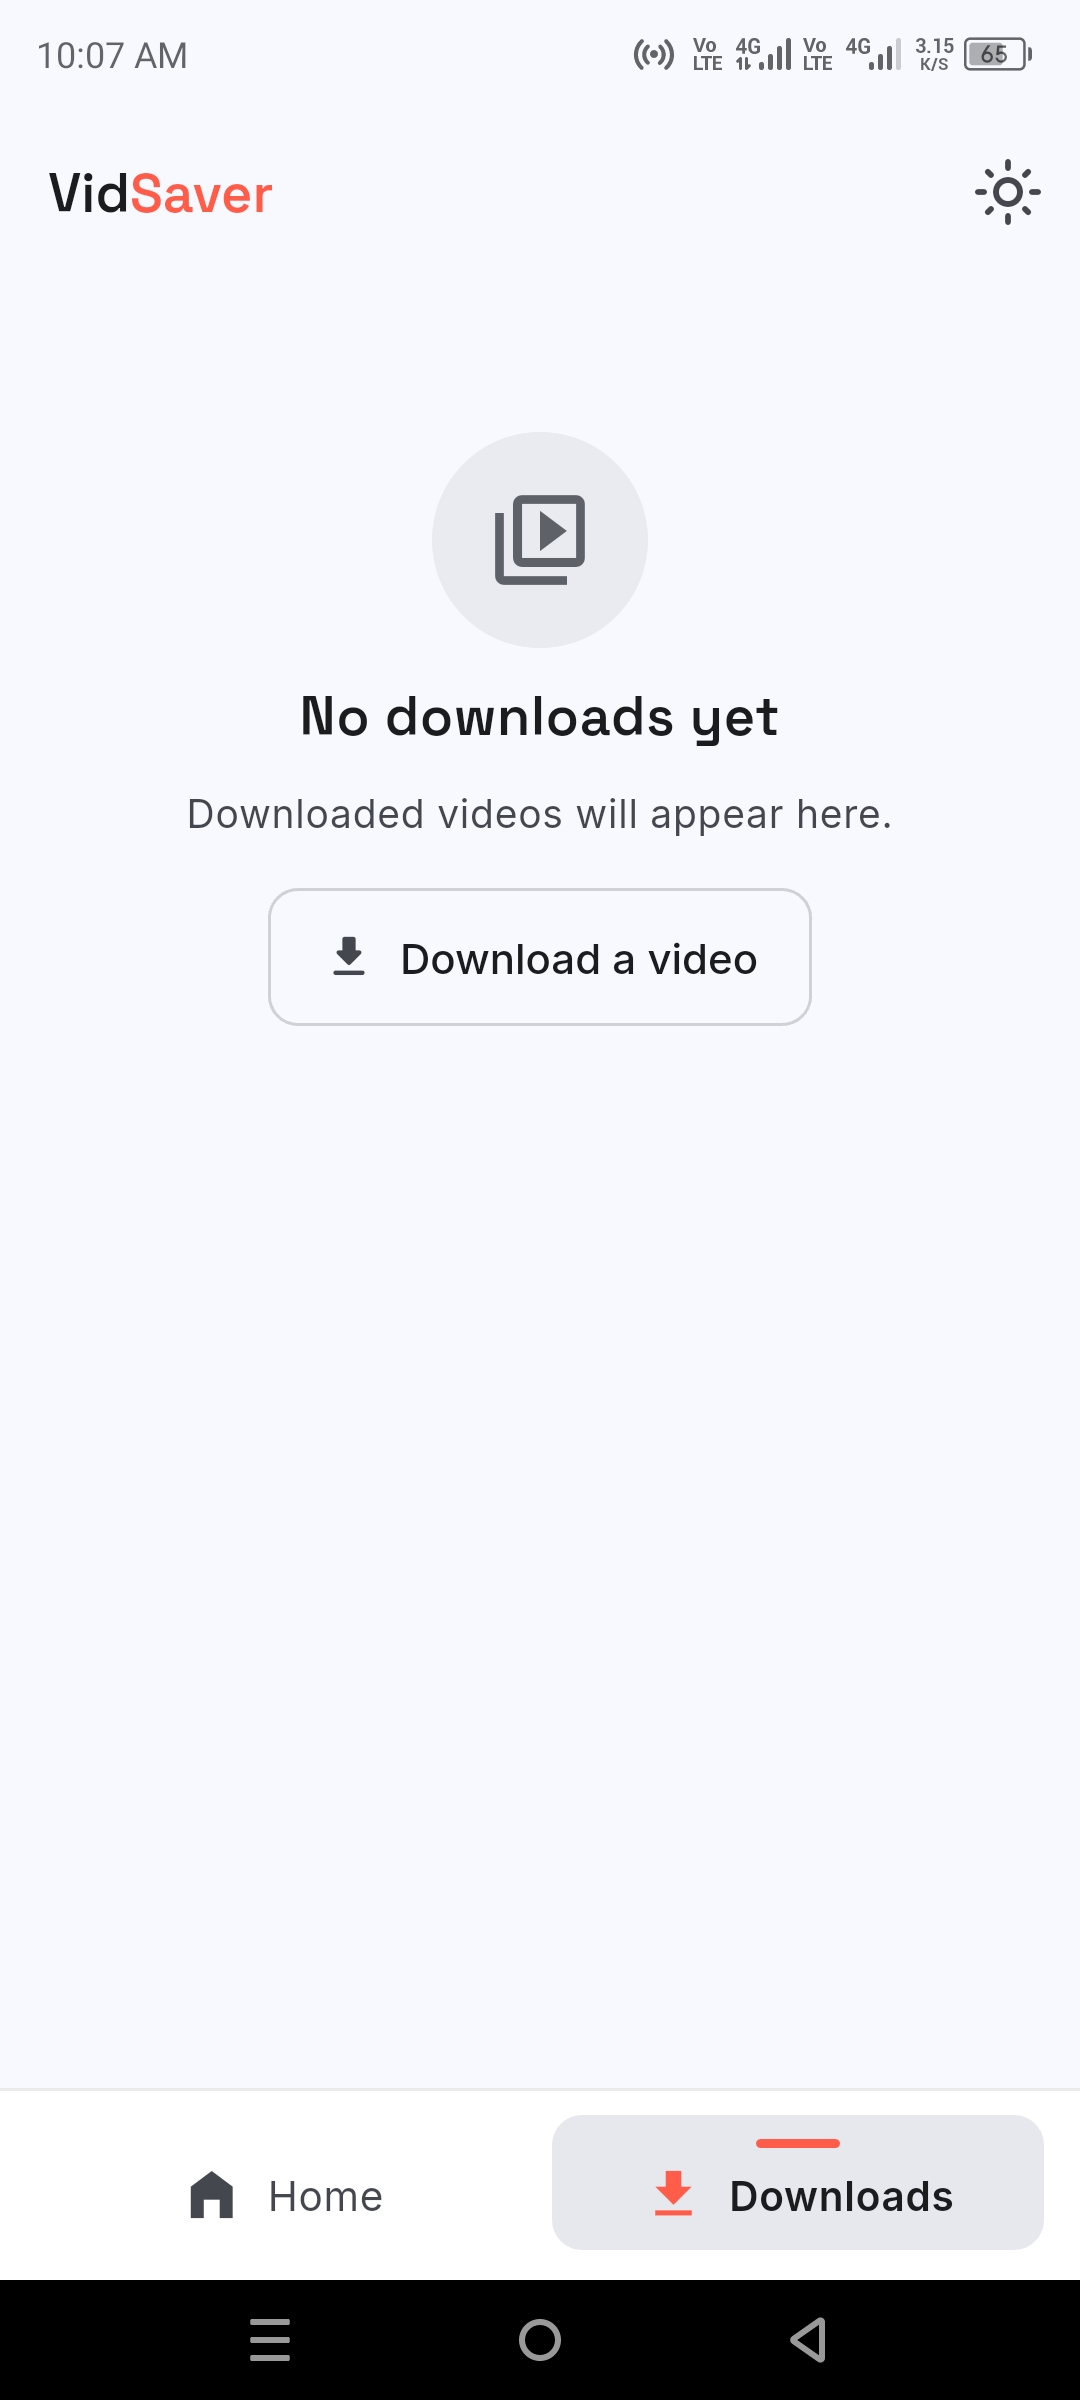 10:07 AM
Vo LTE 4G Vo LTE 4G 3.15 K/S 65
VidSaver
No downloads yet
Downloaded videos will appear here.
Download a video
Home
Downloads